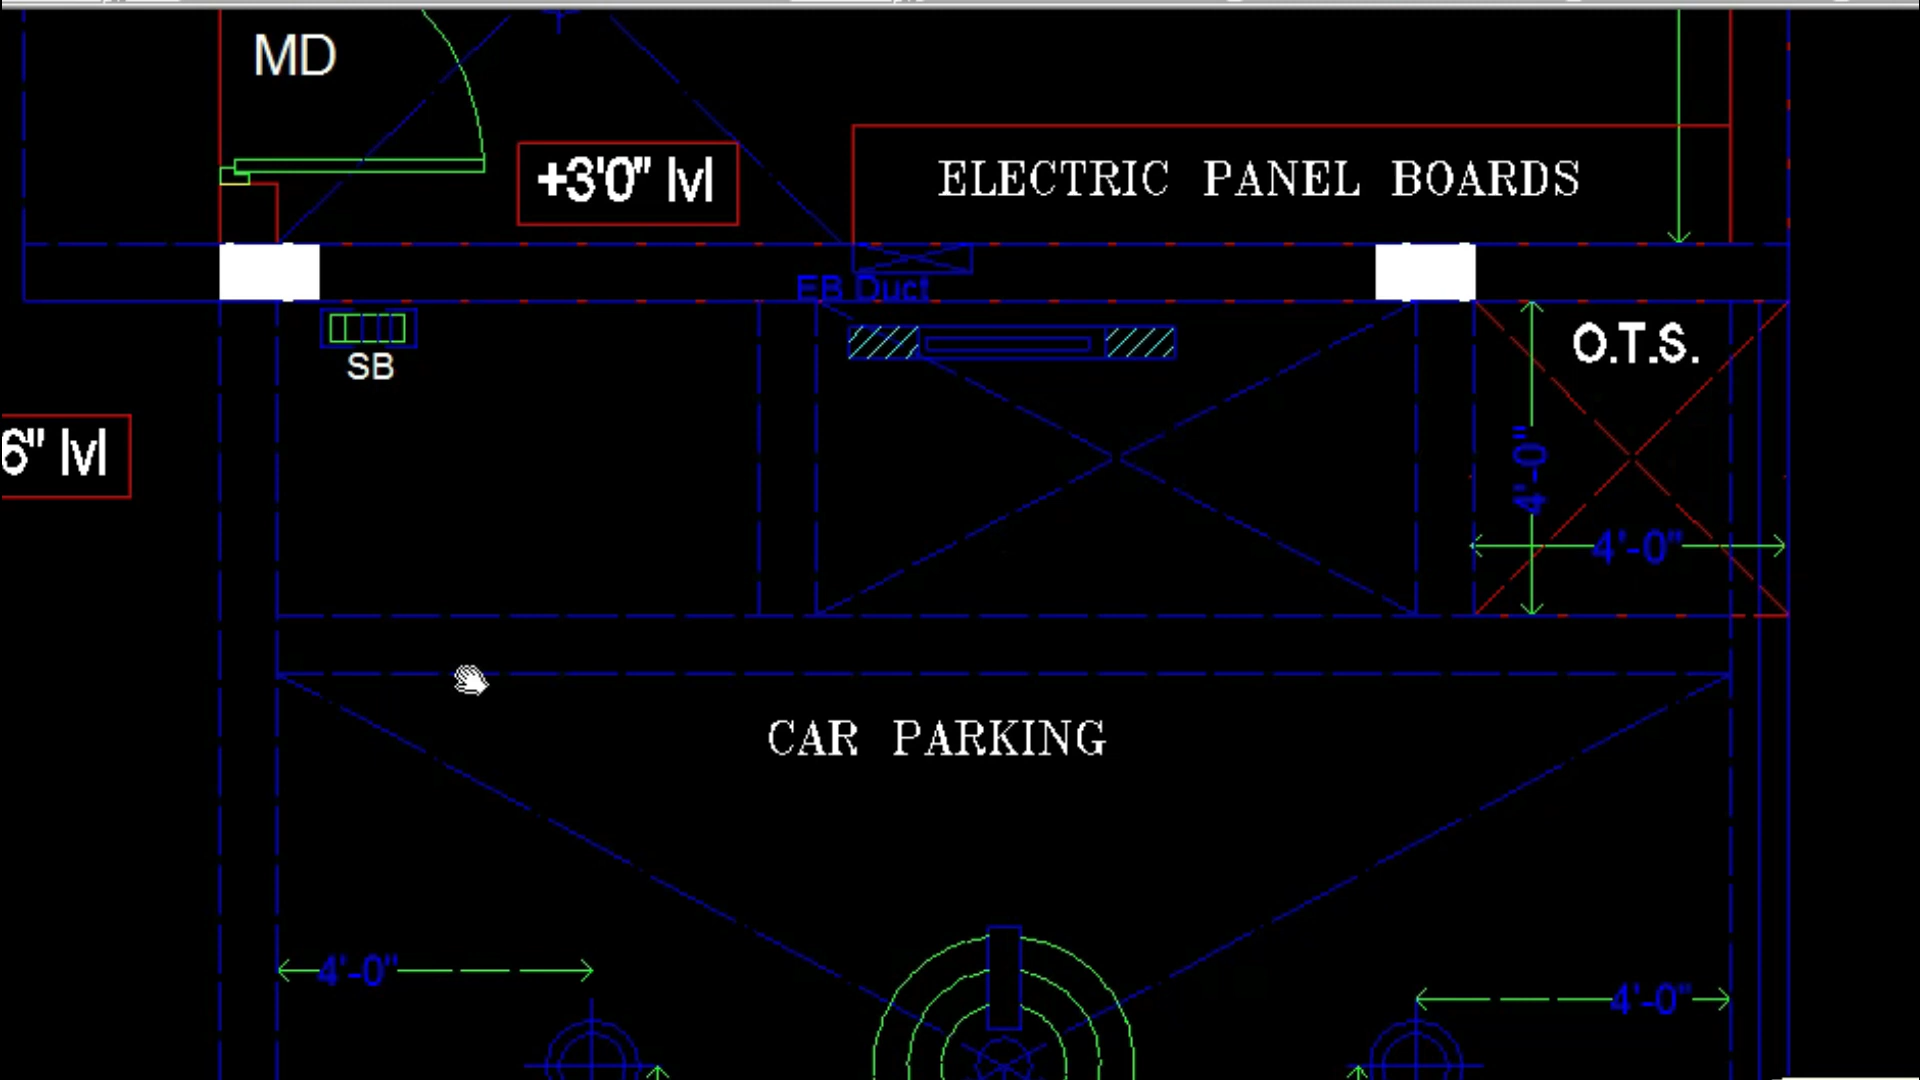 MD
+3'0" lvl
ELECTRIC PANEL BOARDS
EB Duct
SB
O.T.S.
6" lvl
4'-0"
4'-0"
CAR PARKING
4'-0"
4'-0"